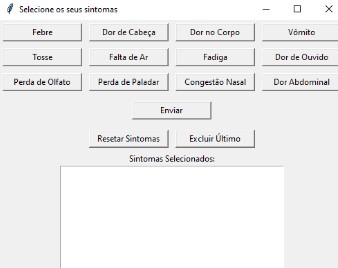 Selecione os seus sintomas
Febre Dor de Cabeça Dor no Corpo Vômito
Tosse Falta de Ar Fadiga Dor de Ouvido
Perda de Olfato Perda de Paladar Congestão Nasal Dor Abdominal
Enviar
Resetar Sintomas Excluir Último
Sintomas Selecionados: